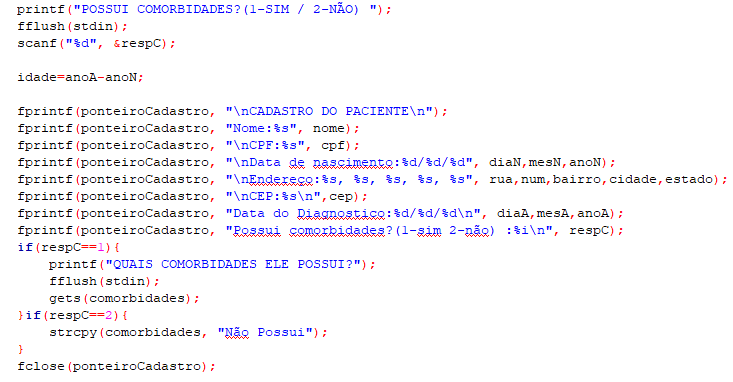 printf("POSSUI COMORBIDADES?(1-SIM / 2-NÃO) ");
fflush(stdin);
scanf("%d", &respC);

idade=anoA-anoN;

fprintf(ponteiroCadastro, "\nCADASTRO DO PACIENTE\n");
fprintf(ponteiroCadastro, "Nome:%s", nome);
fprintf(ponteiroCadastro, "\nCPF:%s", cpf);
fprintf(ponteiroCadastro, "\nData de nascimento:%d/%d/%d", diaN,mesN,anoN);
fprintf(ponteiroCadastro, "\nEndereco:%s, %s, %s, %s, %s", rua,num,bairro,cidade,estado);
fprintf(ponteiroCadastro, "\nCEP:%s\n",cep);
fprintf(ponteiroCadastro, "Data do Diagnostico:%d/%d/%d\n", diaA,mesA,anoA);
fprintf(ponteiroCadastro, "Possui comorbidades?(1-sim 2-não) :%i\n", respC);
if(respC==1){
    printf("QUAIS COMORBIDADES ELE POSSUI?");
    fflush(stdin);
    gets(comorbidades);
}if(respC==2){
    strcpy(comorbidades, "Não Possui");
}
fclose(ponteiroCadastro);